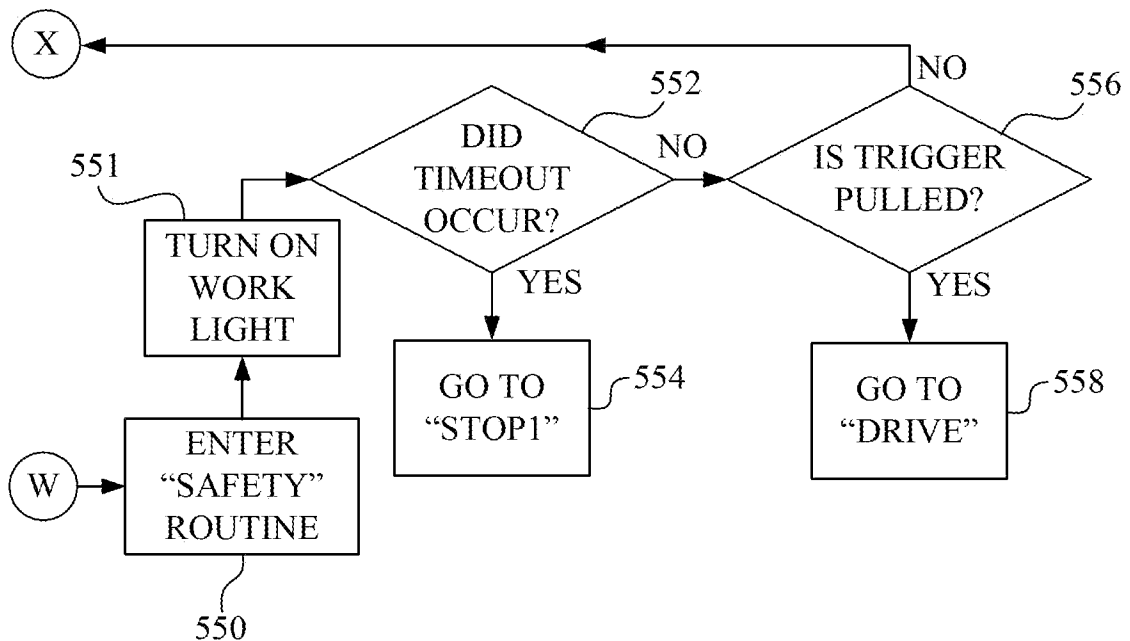 X
NO
552
556
DID
TIMEOUT
OCCUR?
NO
IS TRIGGER
PULLED?
551
TURN ON
WORK
LIGHT
YES
YES
GO TO
“STOP1”
554
GO TO
“DRIVE”
558
W
ENTER
“SAFETY”
ROUTINE
550